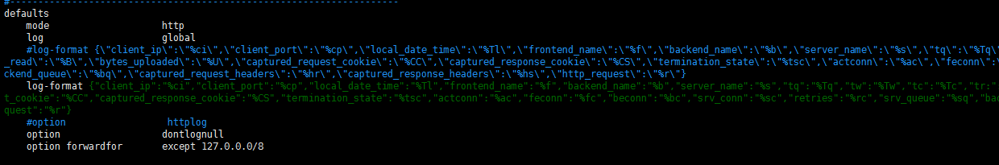 #---------------------------------------------------------------------
defaults
    mode                    http
    log                     global
    #log-format {\"client_ip\":\"%ci\",\"client_port\":\"%cp\",\"local_date_time\":\"%Tl\",\"frontend_name\":\"%f\",\"backend_name\":\"%b\",\"server_name\":\"%s\",\"tq\":\"%Tq\
_read\":\"%B\",\"bytes_uploaded\":\"%U\",\"captured_request_cookie\":\"%CC\",\"captured_response_cookie\":\"%CS\",\"termination_state\":\"%tsc\",\"actconn\":\"%ac\",\"feconn\":\
ckend_queue\":\"%bq\",\"captured_request_headers\":\"%hr\",\"captured_response_headers\":\"%hs\",\"http_request\":\"%r\"}
    log-format {"client_ip":"%ci","client_port":"%cp","local_date_time":"%Tl","frontend_name":"%f","backend_name":"%b","server_name":"%s","tq":"%Tq","tw":"%Tw","tc":"%Tc","tr:"
t_cookie":"%CC","captured_response_cookie":"%CS","termination_state":"%tsc","actconn":"%ac","feconn":"%fc","beconn":"%bc","srv_conn":"%sc","retries":"%rc","srv_queue":"%sq","bac
quest":"%r"}
    #option                  httplog
    option                  dontlognull
    option forwardfor       except 127.0.0.0/8